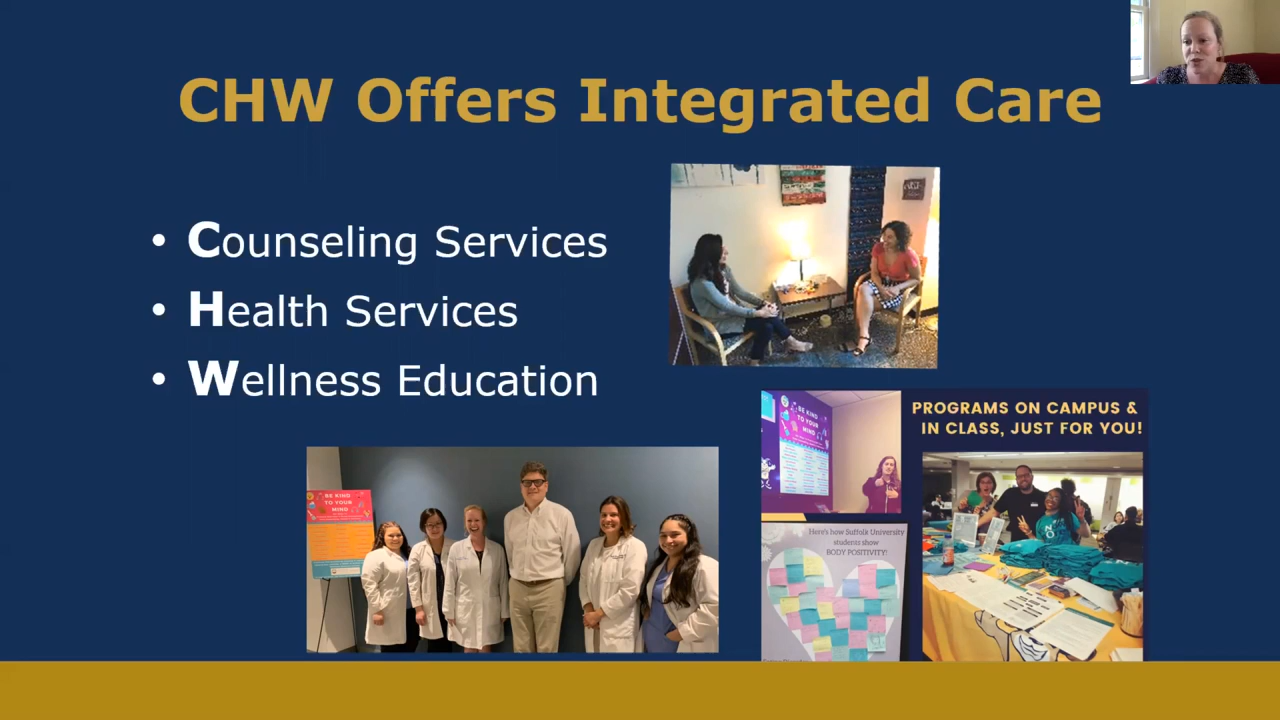 CHW Offers Integrated Care
• Counseling Services
• Health Services
• Wellness Education
BE KIND
TO YOUR
MIND
PROGRAMS ON CAMPUS &
IN CLASS, JUST FOR YOU!
BE KIND
TO YOUR
MIND
Here's how Suffolk University
students show
BODY POSITIVITY!